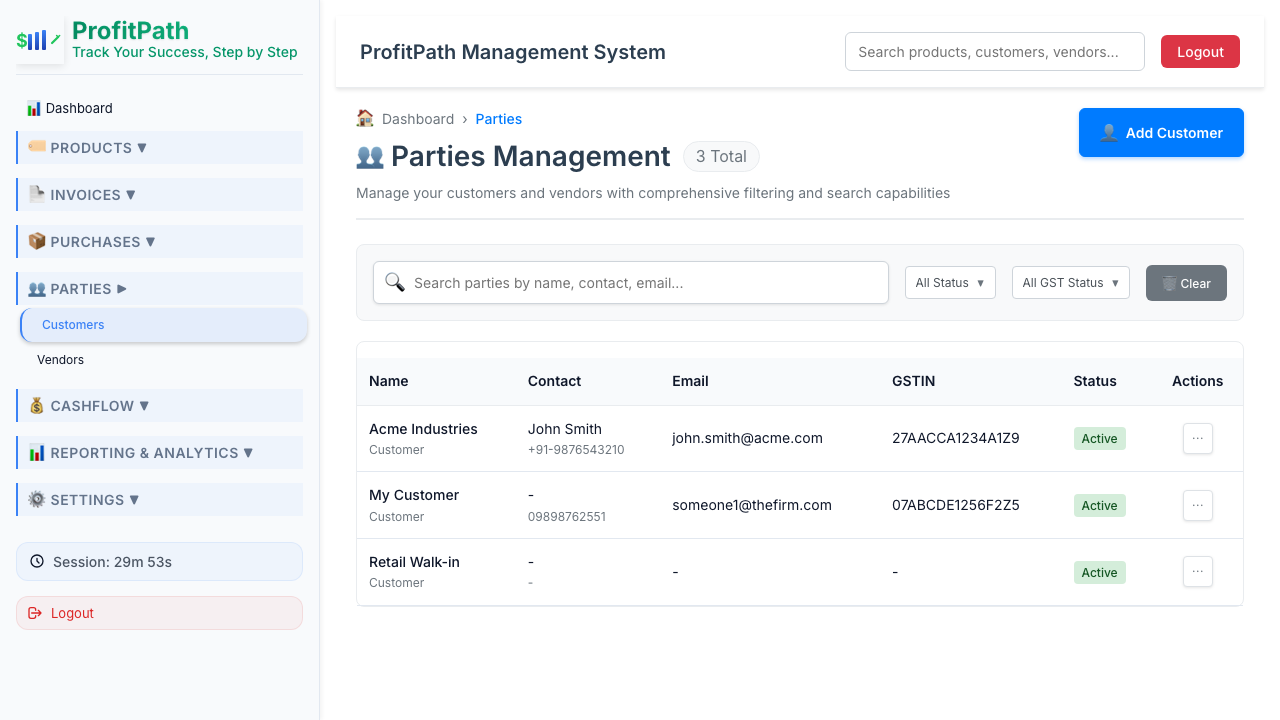 ProfitPath
Track Your Success, Step by Step
Dashboard
PRODUCTS ▼
INVOICES ▼
PURCHASES ▼
PARTIES ▶
Customers
Vendors
CASHFLOW ▼
REPORTING & ANALYTICS ▼
SETTINGS ▼
Session: 29m 53s
Logout
ProfitPath Management System
Search products, customers, vendors...
Logout
Dashboard › Parties
Add Customer
Parties Management 3 Total
Manage your customers and vendors with comprehensive filtering and search capabilities
Search parties by name, contact, email...
All Status ▼
All GST Status ▼
Clear
Name Contact Email GSTIN Status Actions
Acme Industries John Smith john.smith@acme.com 27AACCA1234A1Z9 Active ...
Customer +91-9876543210
My Customer - someone1@thefirm.com 07ABCDE1256F2Z5 Active ...
Customer 09898762551
Retail Walk-in - - - Active ...
Customer -